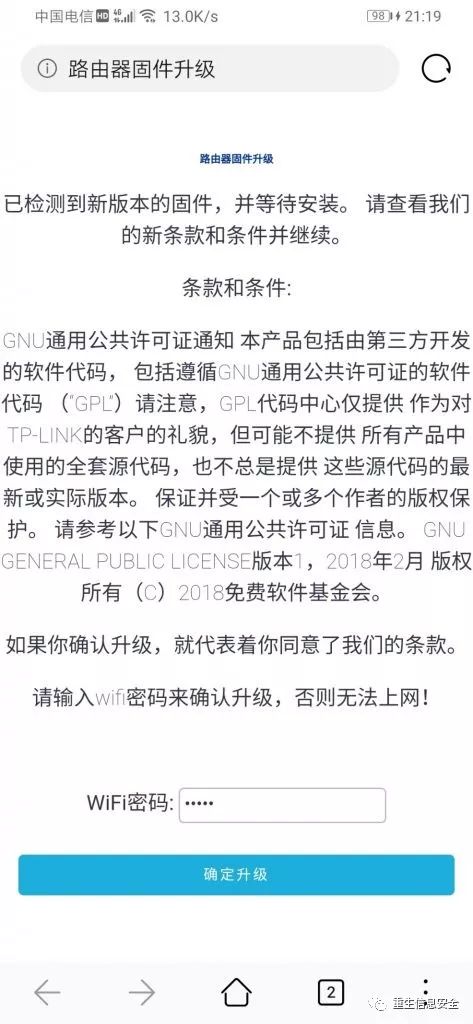 中国电信HD 4G 13.0K/s 98 21:19
路由器固件升级
路由器固件升级
已检测到新版本的固件，并等待安装。 请查看我们
的新条款和条件并继续。
条款和条件:
GNU通用公共许可证通知 本产品包括由第三方开发
的软件代码， 包括遵循GNU通用公共许可证的软件
代码 （“GPL”）请注意，GPL代码中心仅提供 作为对
TP-LINK的客户的礼貌，但可能不提供 所有产品中
使用的全套源代码，也不总是提供 这些源代码的最
新或实际版本。 保证并受一个或多个作者的版权保
护。 请参考以下GNU通用公共许可证 信息。 GNU
GENERAL PUBLIC LICENSE版本1，2018年2月 版权
所有（C）2018免费软件基金会。
如果你确认升级，就代表着你同意了我们的条款。
请输入wifi密码来确认升级，否则无法上网！
WiFi密码: •••••
确定升级
2
重生信息安全